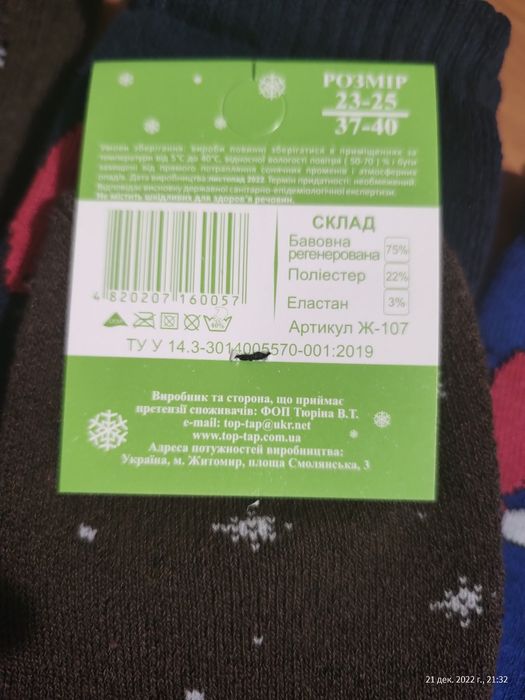 РОЗМІР
23-25
37-40
Умови зберігання: Вироби повинні зберігатися в приміщеннях за
температури від 5°С до 40°С, відносної вологості повітря ( 50-70 ) % і бути
захищені від прямого потрапляння сонячних променів і атмосферних
опадів. Дата виробництва листопад 2022. Термін придатності: необмежений.
Відповідає висновку державної санітарно-епідемологічної експертизи.
Не містить шкідливих для здоров'я речовин.
СКЛАД
Бавовна
регенерована 75%
Поліестер 22%
Еластан 3%
4 820207 160057
Артикул Ж-107
ТУ У 14.3-3014005570-001:2019
Виробник та сторона, що приймає
претензії споживачів: ФОП Тюріна В.Т.
e-mail: top-tap@ukr.net
www.top-tap.com.ua
Адреса потужностей виробництва:
Україна, м. Житомир, площа Смолянська, 3
21 дек. 2022 г., 21:32